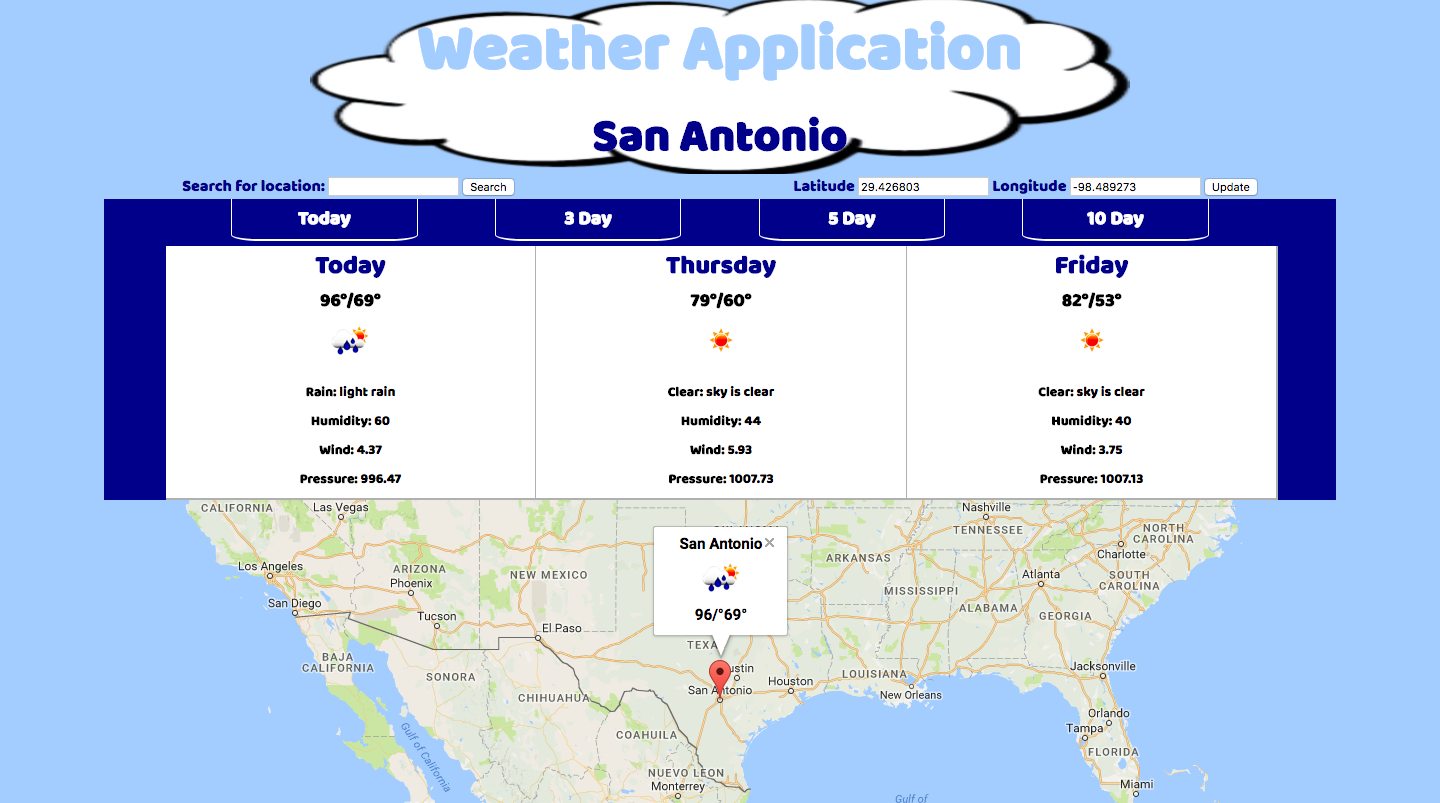 Weather Application
San Antonio
Search for location: Search Latitude 29.426803 Longitude -98.489273 Update
Today 3 Day 5 Day 10 Day
Today Thursday Friday
96°/69° 79°/60° 82°/53°
Rain: light rain Clear: sky is clear Clear: sky is clear
Humidity: 60 Humidity: 44 Humidity: 40
Wind: 4.37 Wind: 5.93 Wind: 3.75
Pressure: 996.47 Pressure: 1007.73 Pressure: 1007.13
CALIFORNIA Las Vegas Nashville
TENNESSEE NORTH
CAROLINA
San Antonio ×
ARKANSAS Charlotte
Los Angeles ARIZONA NEW MEXICO Atlanta SOUTH
CAROLINA
Phoenix MISSISSIPPI
San Diego Tucson 96/°69° ALABAMA GEORGIA
El Paso
BAJA
CALIFORNIA TEXA
SONORA ustin LOUISIANA Jacksonville
CHIHUAHUA San Antonio Houston New Orleans
COAHUILA Orlando
Tampa
Gulf of California FLORIDA
NUEVO LEON
Monterrey Miami
Gulf of